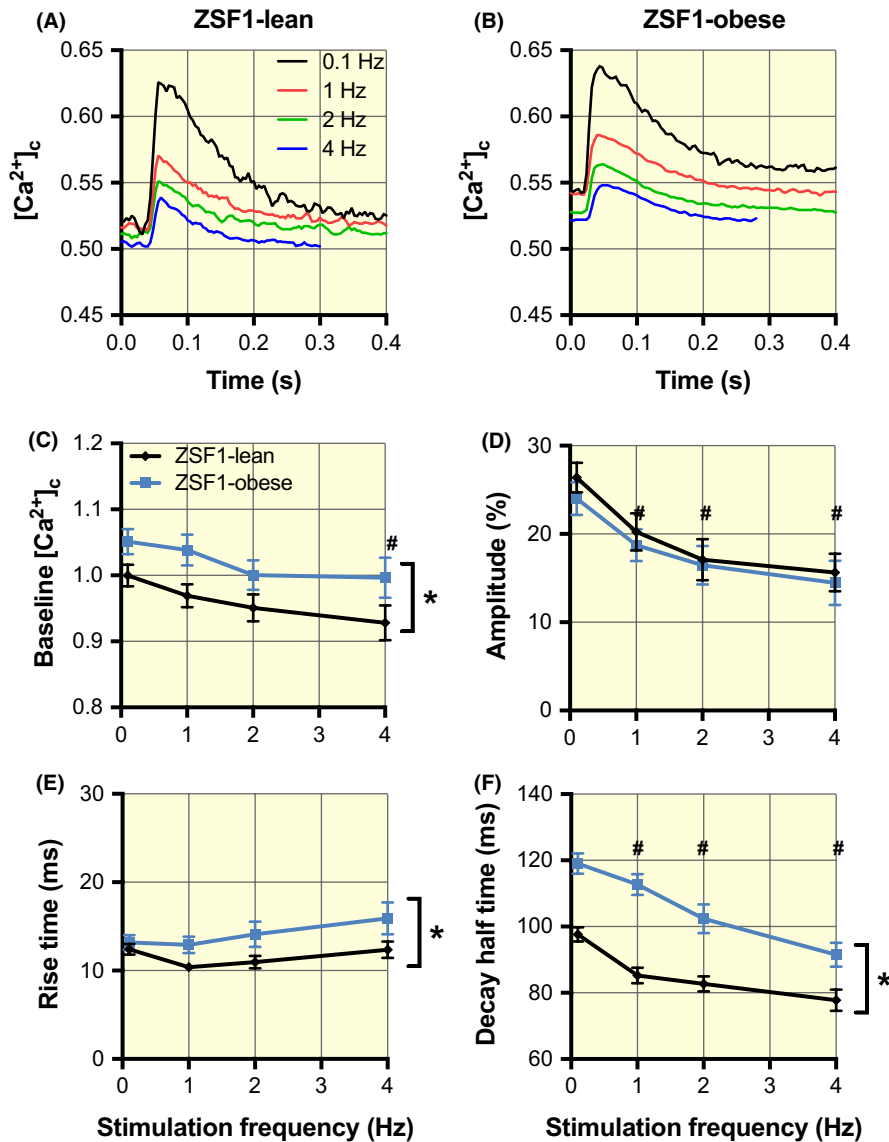 (A) ZSF1-lean
0.65
0.60
0.55
0.50
0.45
[Ca²⁺]c
0.1 Hz
1 Hz
2 Hz
4 Hz
0.0 0.1 0.2 0.3 0.4
Time (s)
(B) ZSF1-obese
0.65
0.60
0.55
0.50
0.45
[Ca²⁺]c
0.0 0.1 0.2 0.3 0.4
Time (s)
(C)
1.2
1.1
1.0
0.9
0.8
Baseline [Ca²⁺]c
ZSF1-lean
ZSF1-obese
#
*
0 1 2 3 4
(D)
30
20
10
0
Amplitude (%)
# # #
0 1 2 3 4
(E)
30
20
10
0
Rise time (ms)
*
0 1 2 3 4
Stimulation frequency (Hz)
(F)
140
120
100
80
60
Decay half time (ms)
# # #
*
0 1 2 3 4
Stimulation frequency (Hz)